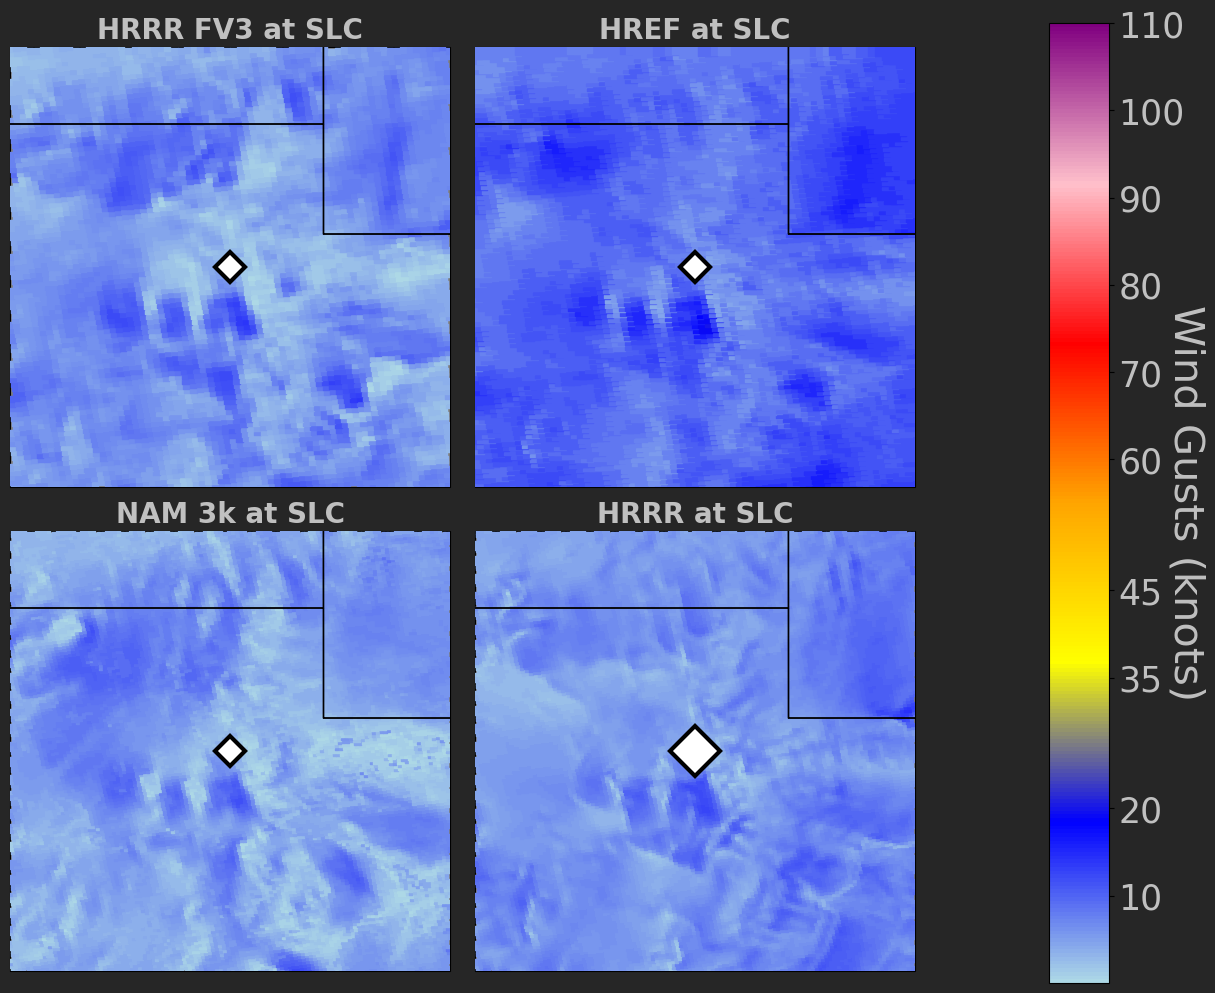 HRRR FV3 at SLC
HREF at SLC
NAM 3k at SLC
HRRR at SLC
110
100
90
80
70
60
45
35
20
10
Wind Gusts (knots)